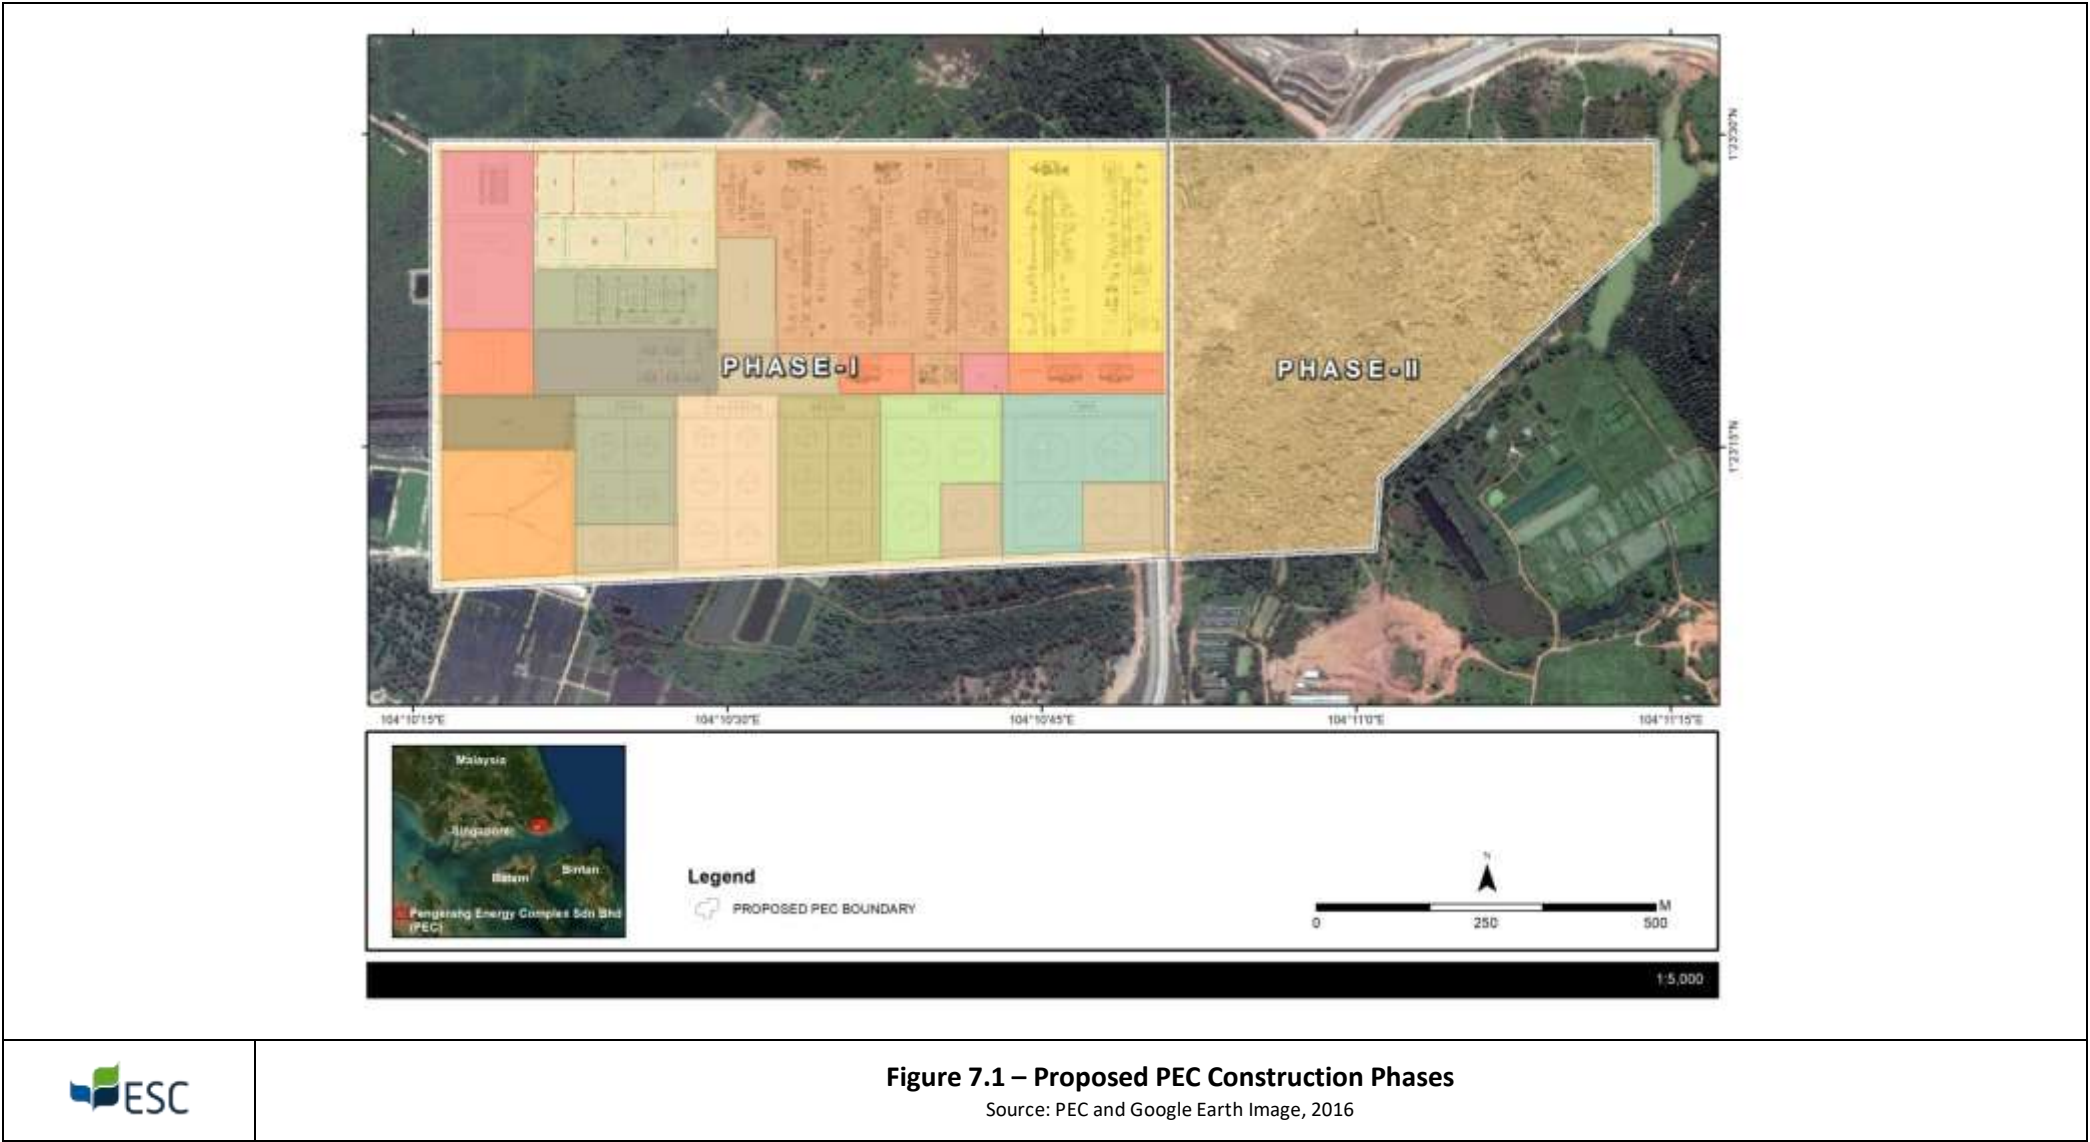 1°23'30"N
PHASE-I
PHASE-II
1°23'15"N
104°10'15"E
104°10'30"E
104°10'45"E
104°11'0"E
104°11'15"E
Malaysia
Singapore
Batam
Bintan
Pengerang Energy Complex Sdn Bhd
(PEC)
Legend
PROPOSED PEC BOUNDARY
N
M
0
250
500
1:5,000
ESC
Figure 7.1 – Proposed PEC Construction Phases
Source: PEC and Google Earth Image, 2016